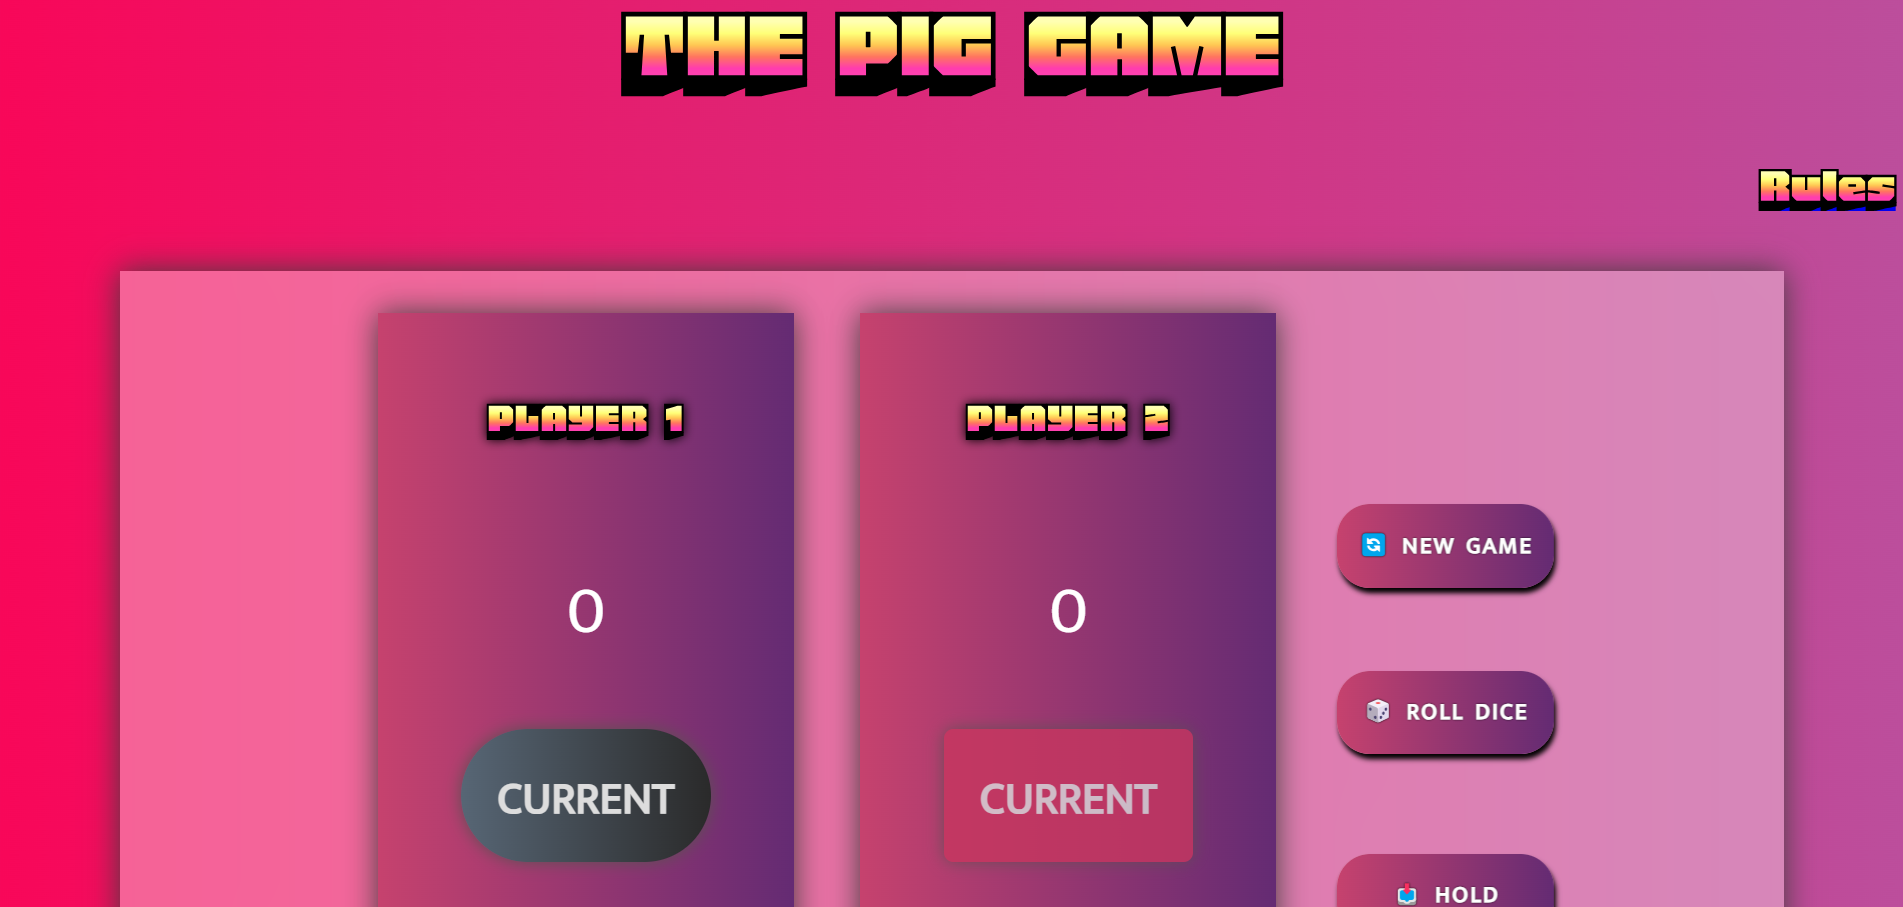 THE PIG GAME
Rules
PLAYER 1
0
CURRENT
PLAYER 2
0
CURRENT
NEW GAME
ROLL DICE
HOLD